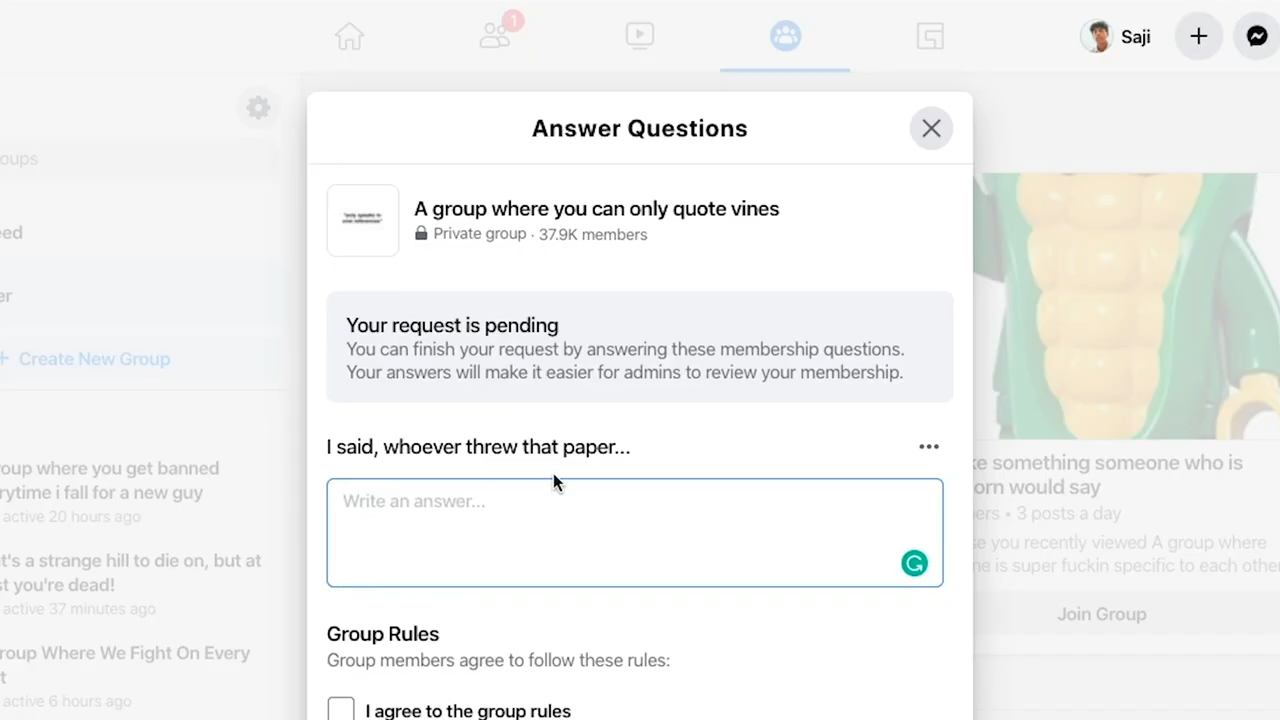 1
Saji
Answer Questions
A group where you can only quote vines
Private group · 37.9K members
Your request is pending
You can finish your request by answering these membership questions.
Your answers will make it easier for admins to review your membership.
I said, whoever threw that paper...
Write an answer...
Group Rules
Group members agree to follow these rules:
I agree to the group rules
oups
eed
er
+ Create New Group
roup where you get banned
rytime i fall for a new guy
active 20 hours ago
t's a strange hill to die on, but at
st you're dead!
active 37 minutes ago
roup Where We Fight On Every
t
active 6 hours ago
ke something someone who is
orn would say
ers • 3 posts a day
se you recently viewed A group where
ne is super fuckin specific to each other
Join Group